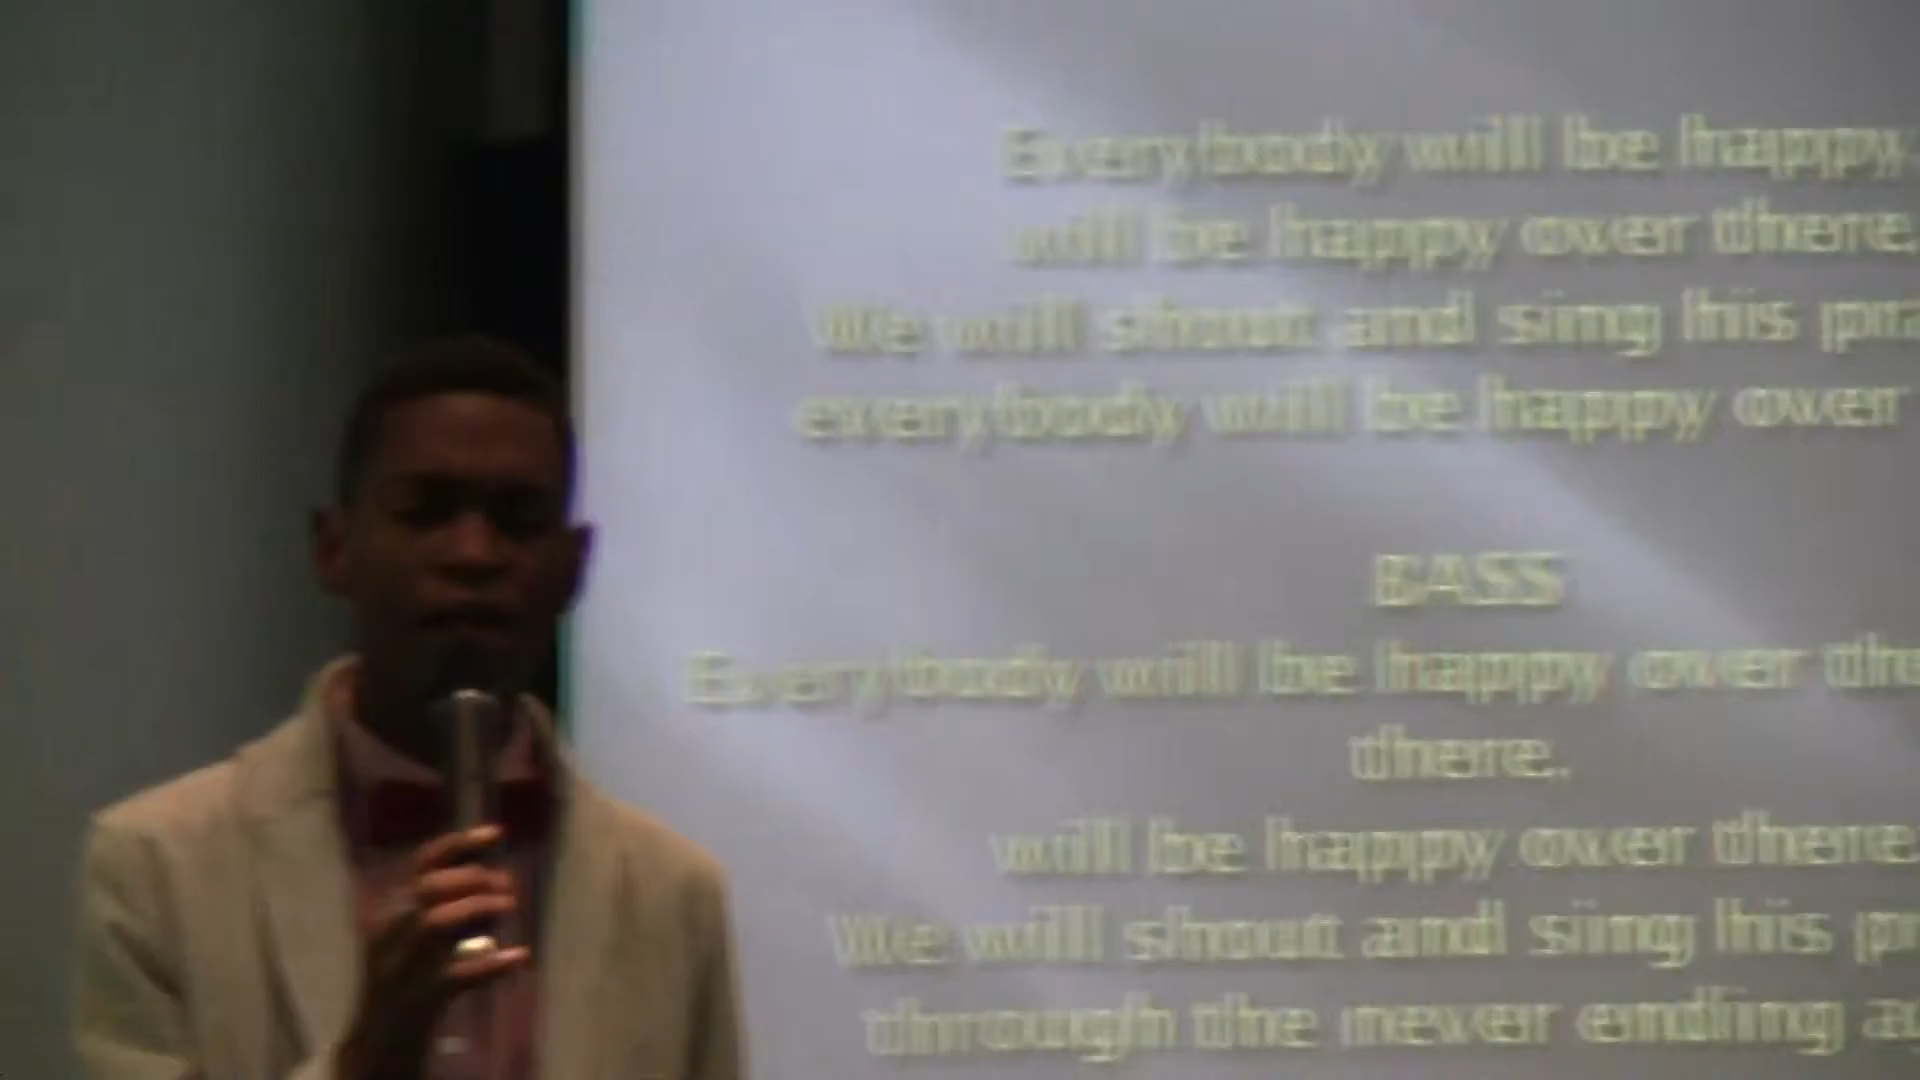 Everybody will be happy,
will be happy over there,
We will shout and sing his
everybody will be happy over
BASS
Everybody will be happy, over
there.
will be happy over there.
We will shout and sing his
through the never ending